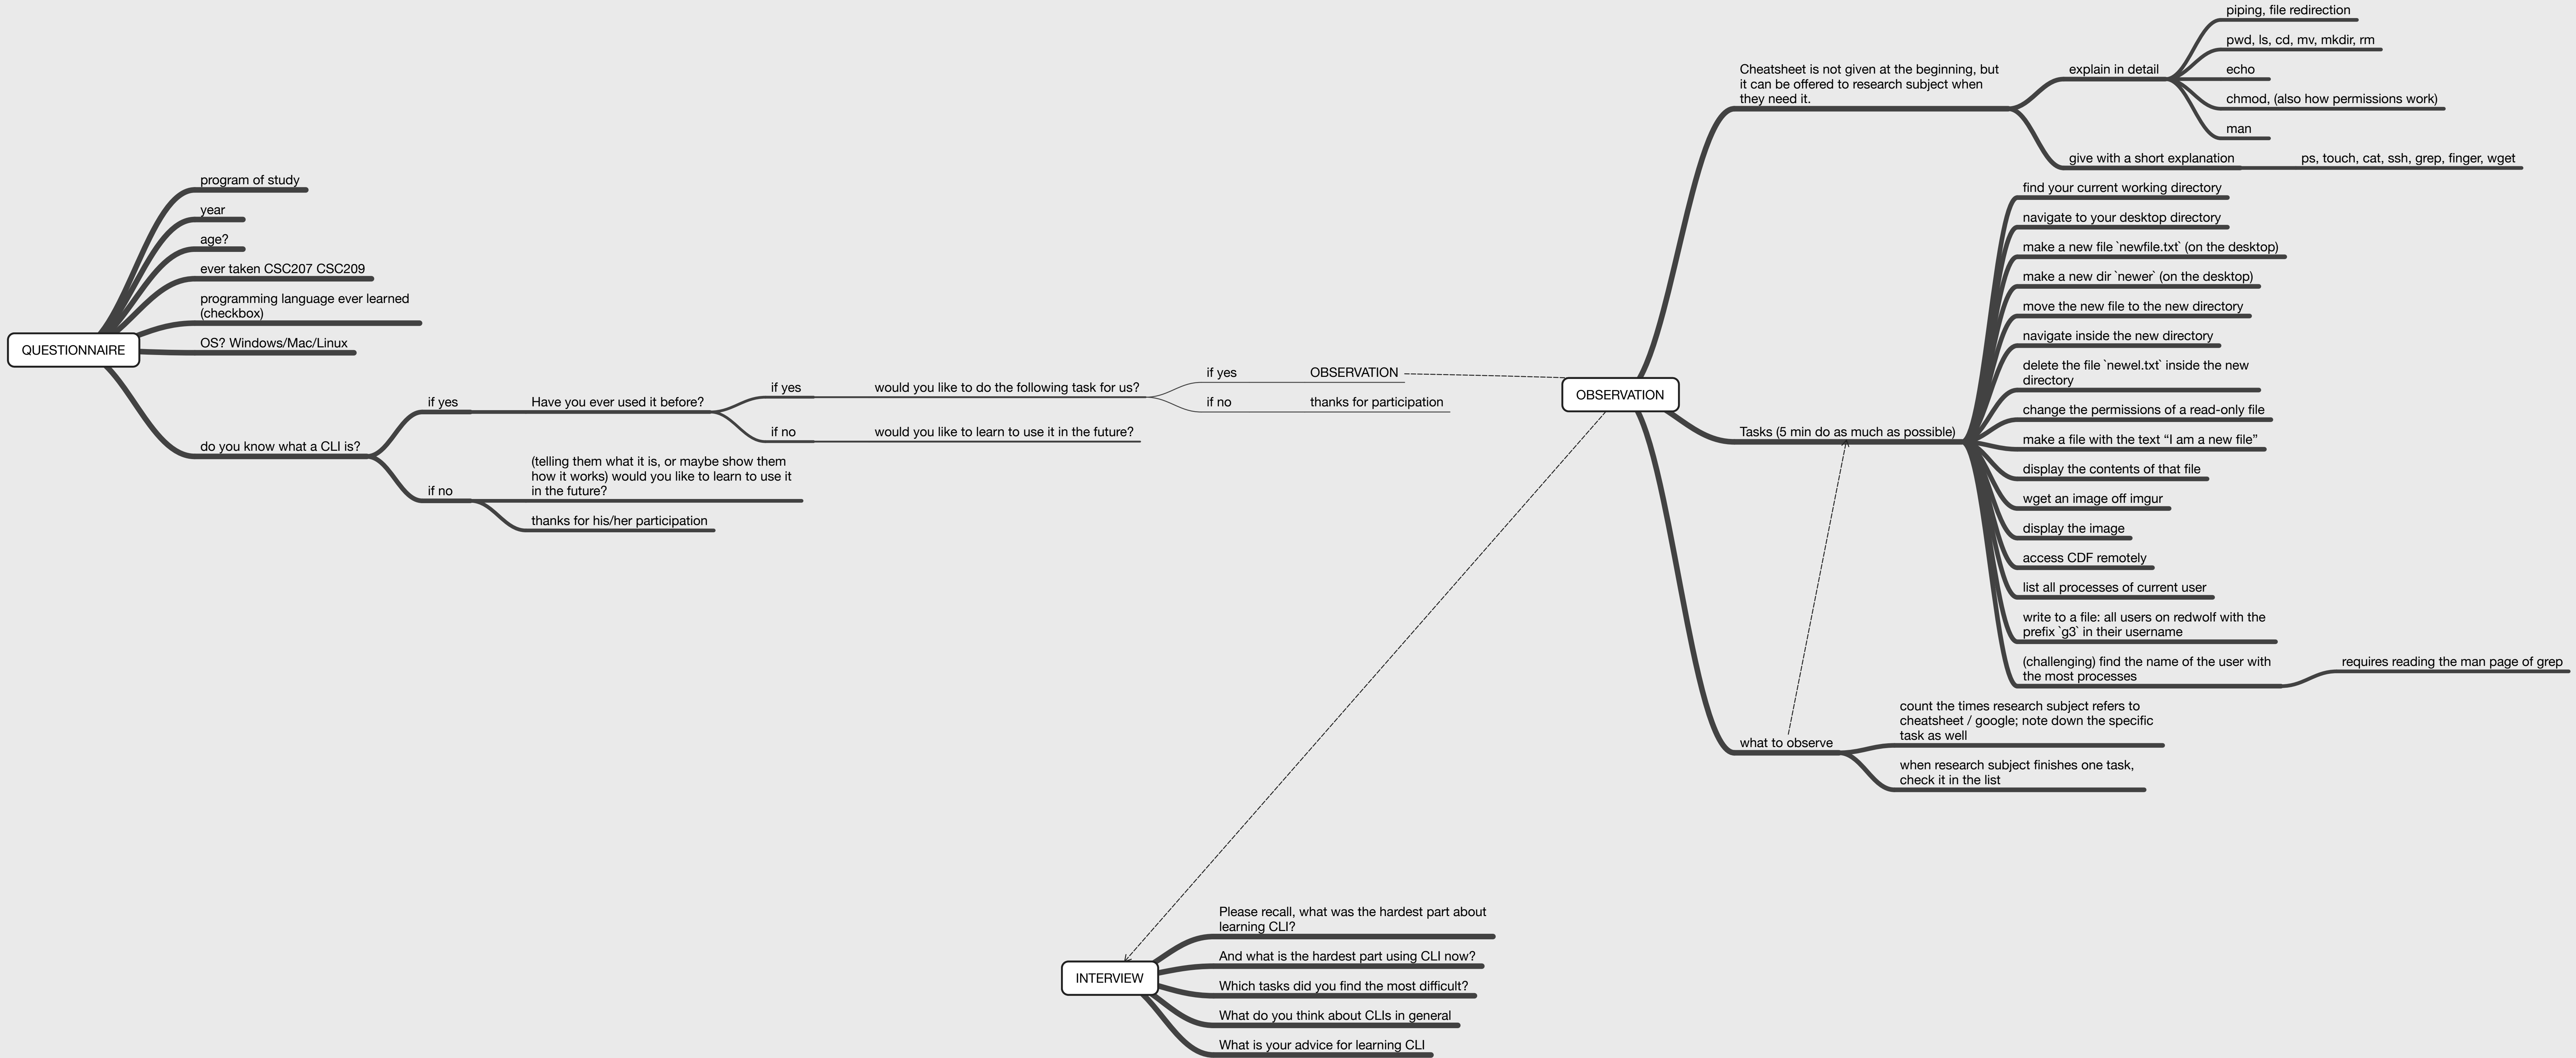 QUESTIONNAIRE
program of study
year
age?
ever taken CSC207 CSC209
programming language ever learned
(checkbox)
OS? Windows/Mac/Linux
do you know what a CLI is?
if yes
Have you ever used it before?
if yes
would you like to do the following task for us?
if yes
OBSERVATION
if no
thanks for participation
if no
would you like to learn to use it in the future?
if no
(telling them what it is, or maybe show them
how it works) would you like to learn to use it
in the future?
thanks for his/her participation
OBSERVATION
Cheatsheet is not given at the beginning, but
it can be offered to research subject when
they need it.
explain in detail
piping, file redirection
pwd, ls, cd, mv, mkdir, rm
echo
chmod, (also how permissions work)
man
give with a short explanation
ps, touch, cat, ssh, grep, finger, wget
Tasks (5 min do as much as possible)
find your current working directory
navigate to your desktop directory
make a new file `newfile.txt` (on the desktop)
make a new dir `newer` (on the desktop)
move the new file to the new directory
navigate inside the new directory
delete the file `newel.txt` inside the new
directory
change the permissions of a read-only file
make a file with the text “I am a new file”
display the contents of that file
wget an image off imgur
display the image
access CDF remotely
list all processes of current user
write to a file: all users on redwolf with the
prefix `g3` in their username
(challenging) find the name of the user with
the most processes
requires reading the man page of grep
what to observe
count the times research subject refers to
cheatsheet / google; note down the specific
task as well
when research subject finishes one task,
check it in the list
INTERVIEW
Please recall, what was the hardest part about
learning CLI?
And what is the hardest part using CLI now?
Which tasks did you find the most difficult?
What do you think about CLIs in general
What is your advice for learning CLI